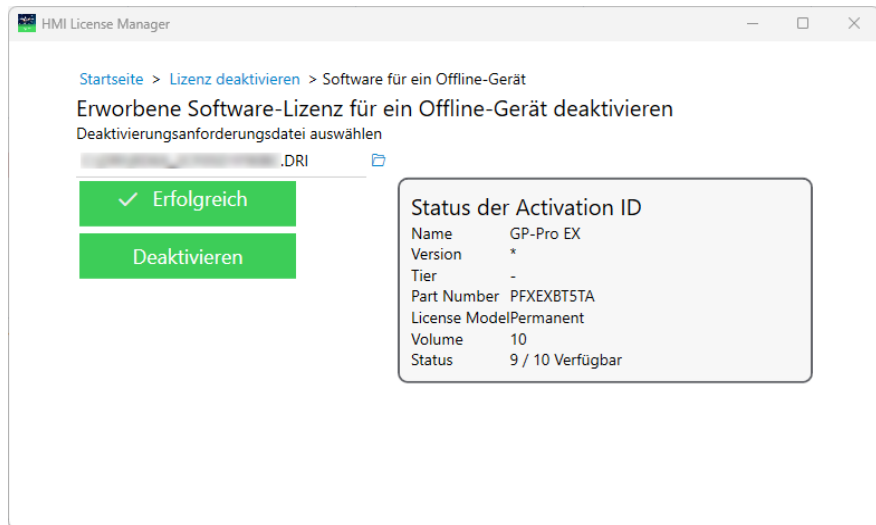 HMI License Manager
Startseite > Lizenz deaktivieren > Software für ein Offline-Gerät
Erworbene Software-Lizenz für ein Offline-Gerät deaktivieren
Deaktivierungsanforderungsdatei auswählen
.DRI
Erfolgreich
Deaktivieren
Status der Activation ID
Name GP-Pro EX
Version *
Tier -
Part Number PFXEXBT5TA
License ModelPermanent
Volume 10
Status 9 / 10 Verfügbar